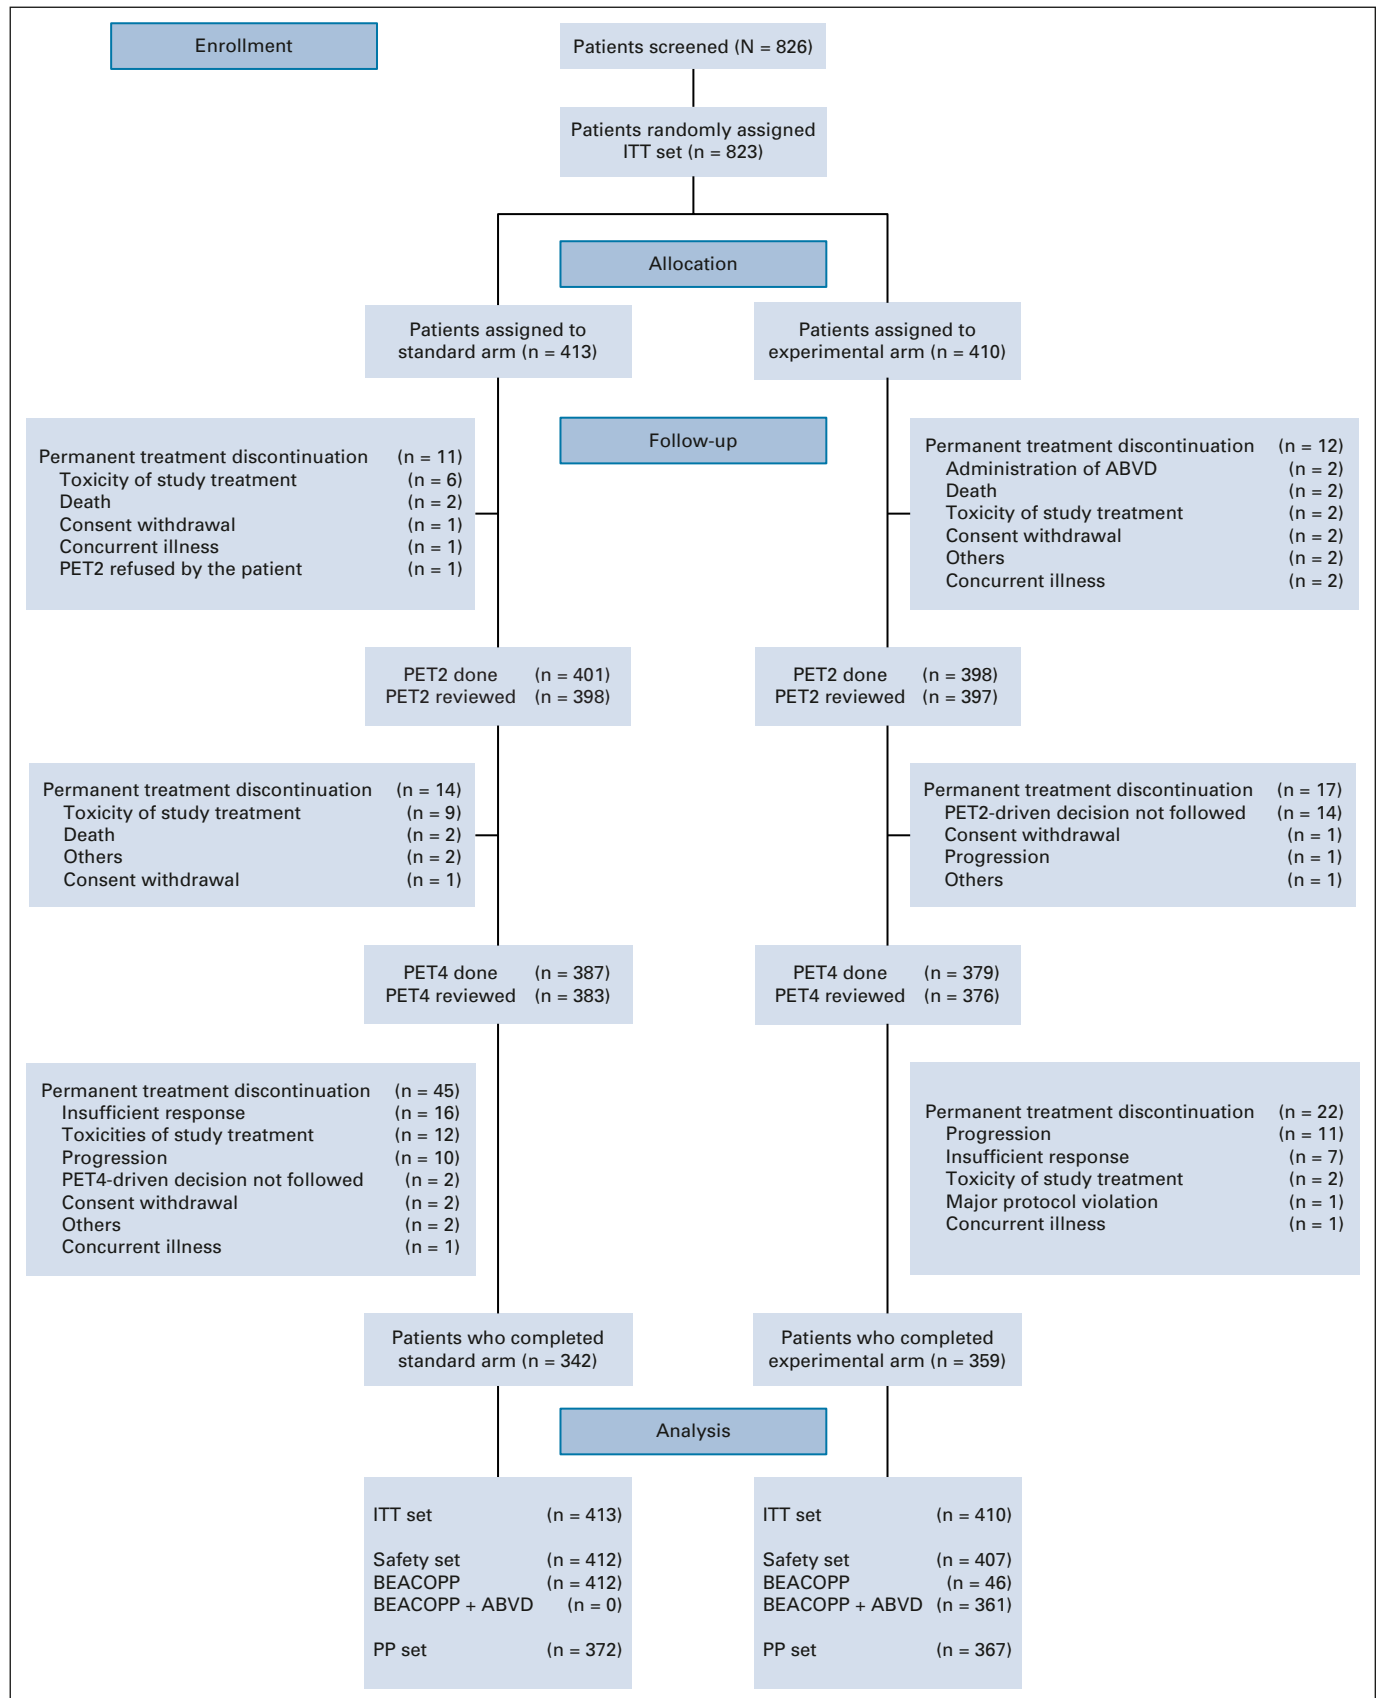 Enrollment
Patients screened (N = 826)
Patients randomly assigned
ITT set (n = 823)
Allocation
Patients assigned to
standard arm (n = 413)
Patients assigned to
experimental arm (n = 410)
Follow-up
Permanent treatment discontinuation (n = 11)
Toxicity of study treatment (n = 6)
Death (n = 2)
Consent withdrawal (n = 1)
Concurrent illness (n = 1)
PET2 refused by the patient (n = 1)
Permanent treatment discontinuation (n = 12)
Administration of ABVD (n = 2)
Death (n = 2)
Toxicity of study treatment (n = 2)
Consent withdrawal (n = 2)
Others (n = 2)
Concurrent illness (n = 2)
PET2 done (n = 401)
PET2 reviewed (n = 398)
PET2 done (n = 398)
PET2 reviewed (n = 397)
Permanent treatment discontinuation (n = 14)
Toxicity of study treatment (n = 9)
Death (n = 2)
Others (n = 2)
Consent withdrawal (n = 1)
Permanent treatment discontinuation (n = 17)
PET2-driven decision not followed (n = 14)
Consent withdrawal (n = 1)
Progression (n = 1)
Others (n = 1)
PET4 done (n = 387)
PET4 reviewed (n = 383)
PET4 done (n = 379)
PET4 reviewed (n = 376)
Permanent treatment discontinuation (n = 45)
Insufficient response (n = 16)
Toxicities of study treatment (n = 12)
Progression (n = 10)
PET4-driven decision not followed (n = 2)
Consent withdrawal (n = 2)
Others (n = 2)
Concurrent illness (n = 1)
Permanent treatment discontinuation (n = 22)
Progression (n = 11)
Insufficient response (n = 7)
Toxicity of study treatment (n = 2)
Major protocol violation (n = 1)
Concurrent illness (n = 1)
Patients who completed
standard arm (n = 342)
Patients who completed
experimental arm (n = 359)
Analysis
ITT set (n = 413)
Safety set (n = 412)
BEACOPP (n = 412)
BEACOPP + ABVD (n = 0)
PP set (n = 372)
ITT set (n = 410)
Safety set (n = 407)
BEACOPP (n = 46)
BEACOPP + ABVD (n = 361)
PP set (n = 367)